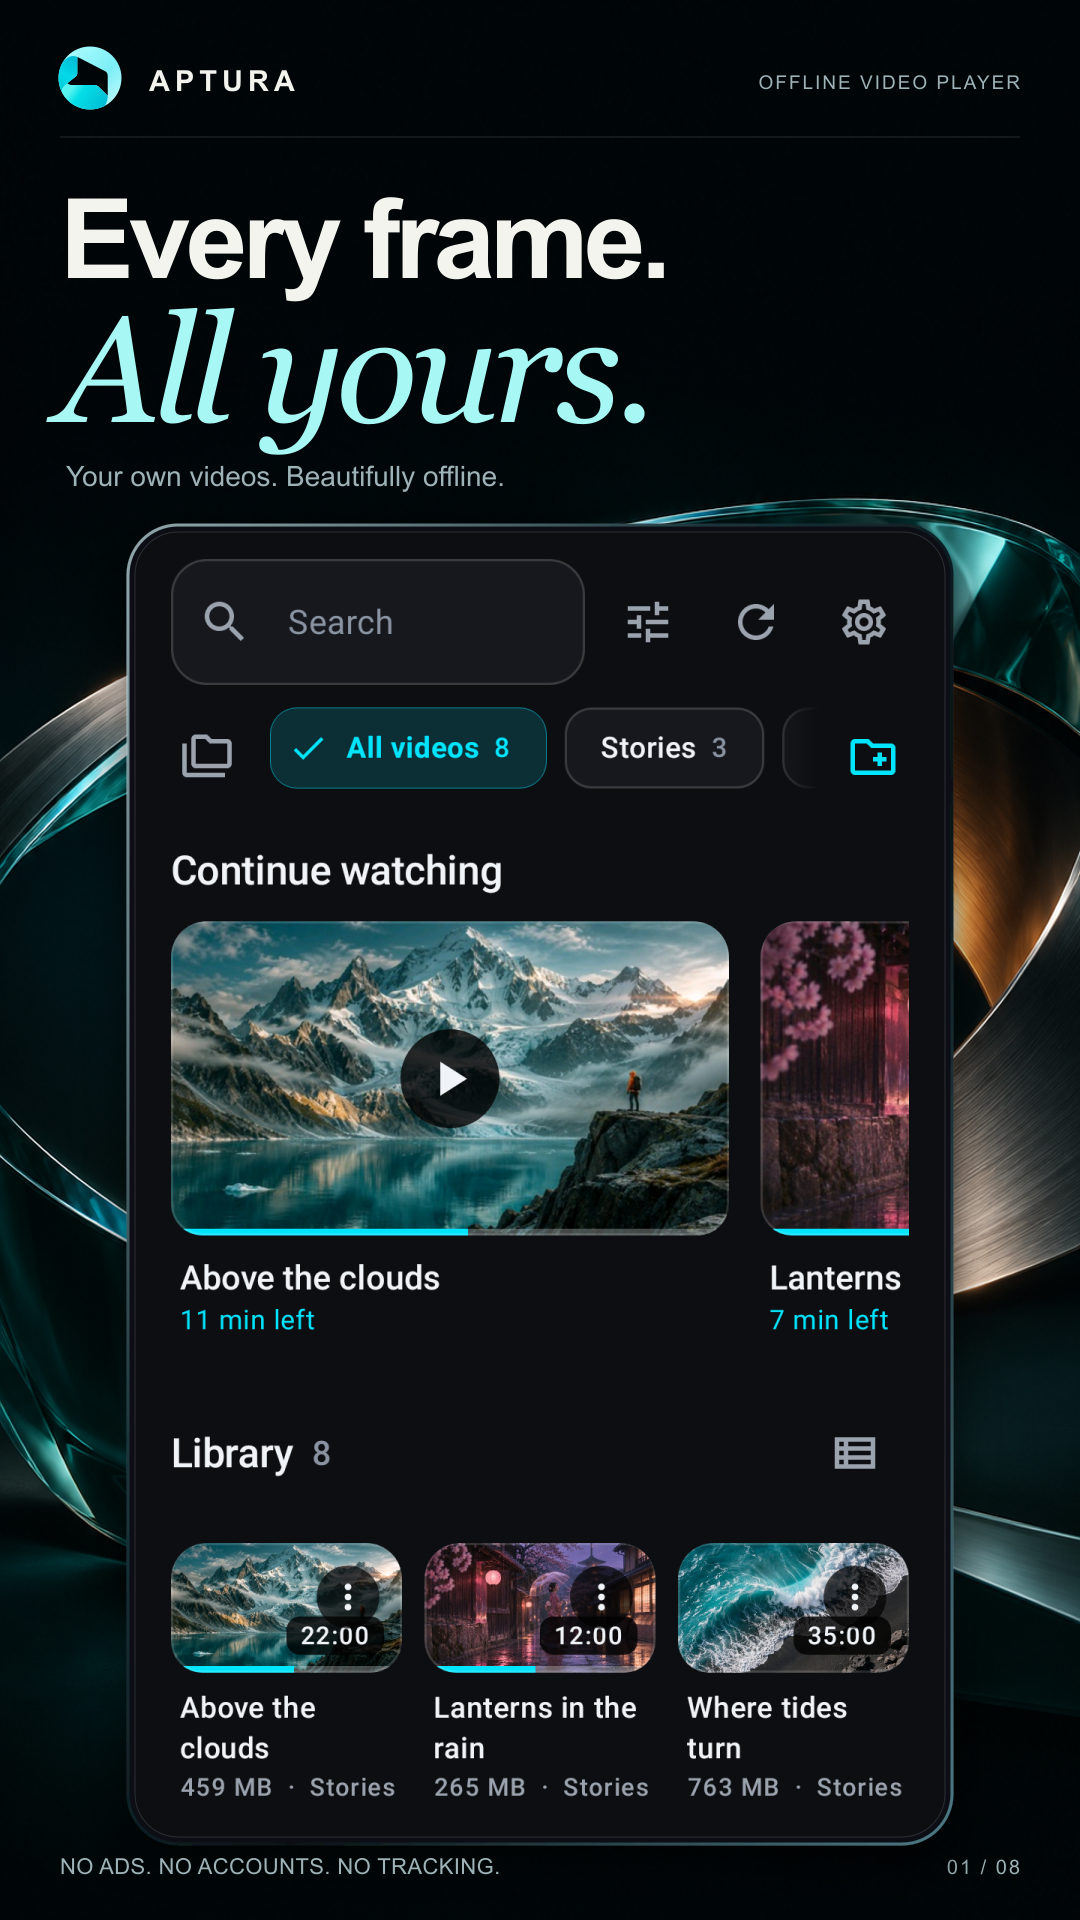 APTURA
OFFLINE VIDEO PLAYER
Every frame.
All yours.
Your own videos. Beautifully offline.
Search
All videos 8
Stories 3
Continue watching
Above the clouds
11 min left
Lanterns
7 min left
Library 8
22:00
12:00
35:00
Above the
clouds
459 MB · Stories
Lanterns in the
rain
265 MB · Stories
Where tides
turn
763 MB · Stories
NO ADS. NO ACCOUNTS. NO TRACKING.
01 / 08